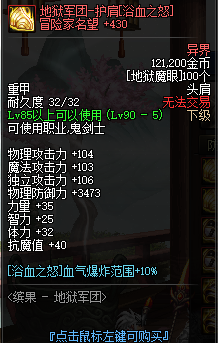 地狱军团-护肩[浴血之怒]
冒险家名望 +430
异界
121,200金币
[地狱魔眼]100个
重甲 头肩
耐久度 32/32 无法交易
Lv85以上可以使用 (Lv90 - 5) 下级
可使用职业,鬼剑士
物理攻击力 +104
魔法攻击力 +103
独立攻击力 +106
物理防御力 +3473
力量 +35
智力 +25
体力 +32
抗魔值 +40
[浴血之怒]血气爆炸范围+10%
<缤果 - 地狱军团>
『点击鼠标左键可购买』